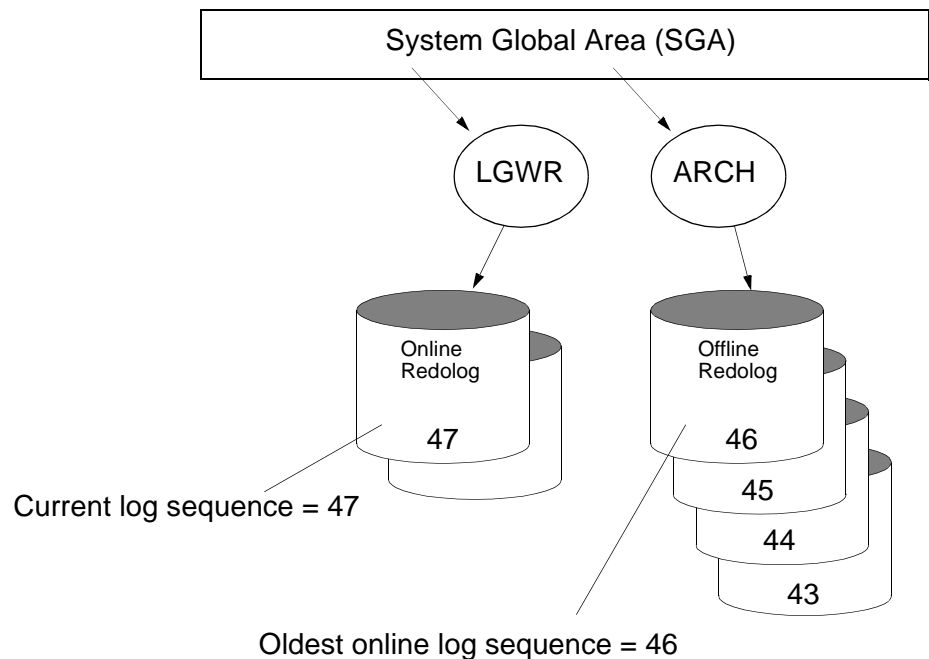 System Global Area (SGA)
LGWR
ARCH
Online
Redolog
47
Offline
Redolog
46
45
44
43
Current log sequence = 47
Oldest online log sequence = 46